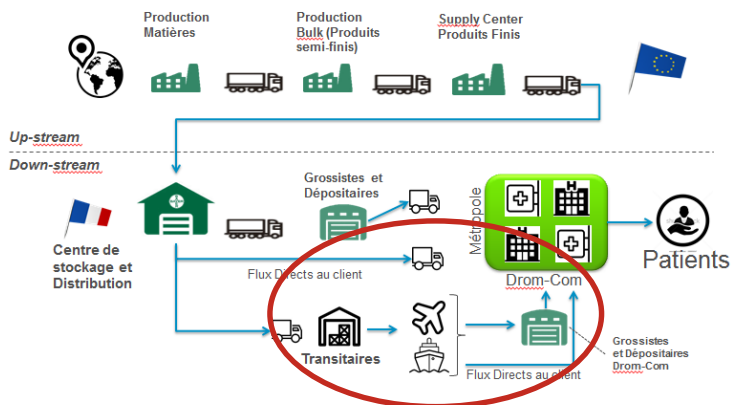 Production
Matières
Production
Bulk (Produits
semi-finis)
Supply Center
Produits Finis
Up-stream
Down-stream
Grossistes et
Dépositaires
Métropole
H
H
Centre de
stockage et
Distribution
Flux Directs au client
Drom-Com
Patients
Transitaires
Grossistes
et Dépositaires
Drom-Com
Flux Directs au client